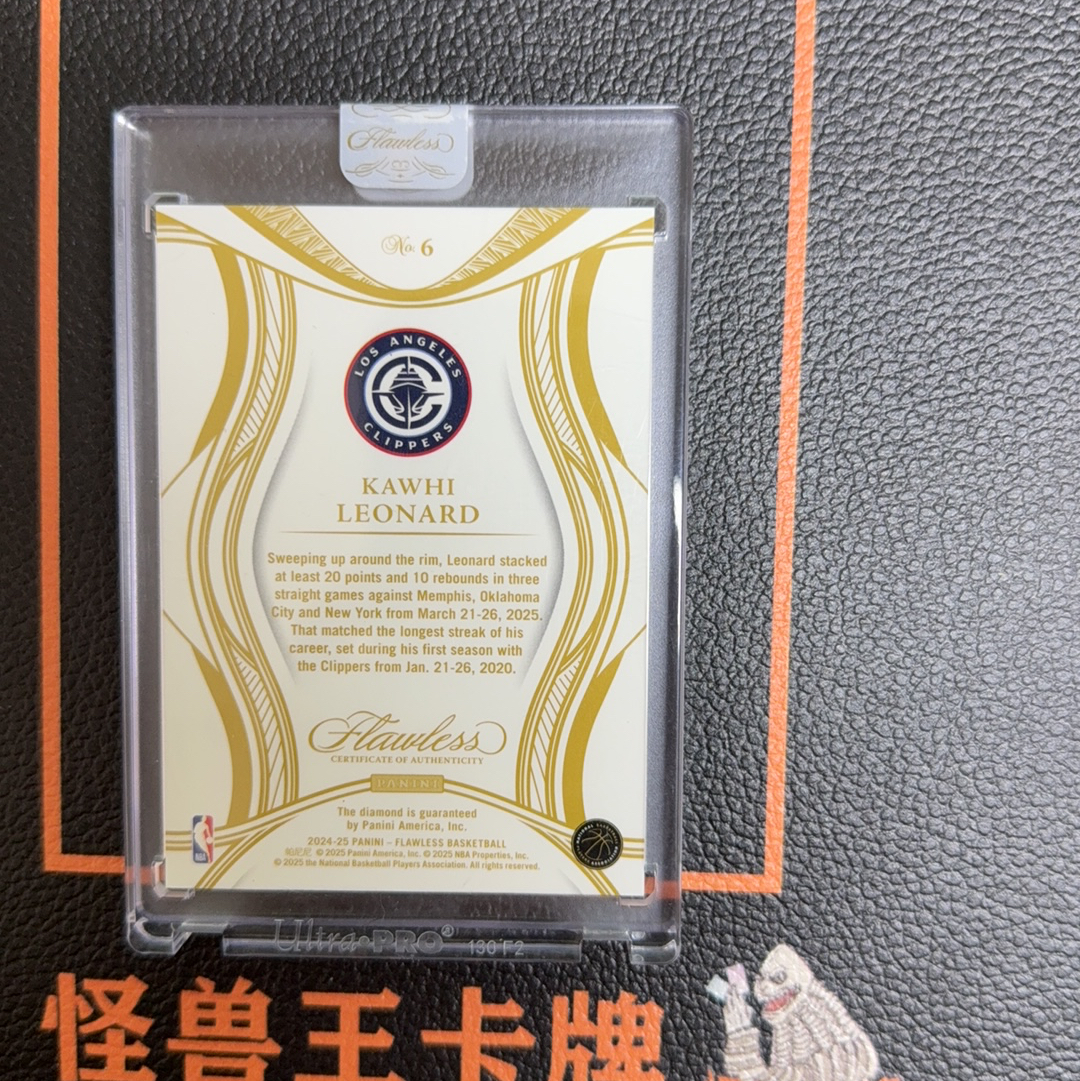 Flawless
No. 6
LOS ANGELES
CLIPPERS
KAWHI
LEONARD
Sweeping up around the rim, Leonard stacked
at least 20 points and 10 rebounds in three
straight games against Memphis, Oklahoma
City and New York from March 21-26, 2025.
That matched the longest streak of his
career, set during his first season with
the Clippers from Jan. 21-26, 2020.
Flawless
CERTIFICATE OF AUTHENTICITY
PANINI
The diamond is guaranteed
by Panini America, Inc.
2024-25 PANINI – FLAWLESS BASKETBALL
© 2025 Panini America, Inc. © 2025 NBA Properties, Inc.
© 2025 the National Basketball Players Association. All rights reserved.
NATIONAL BASKETBALL
ASSOCIATION
Ultra•PRO® 130
怪兽王卡牌